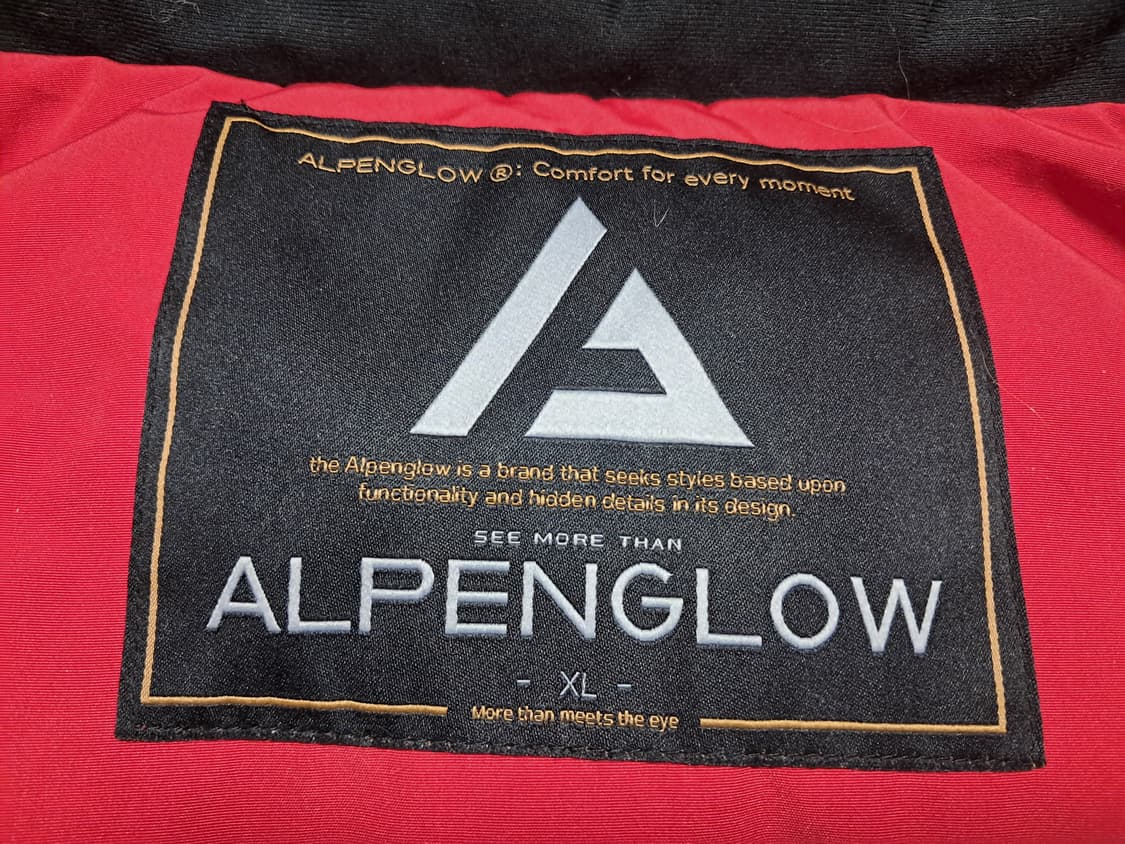 ALPENGLOW ®: Comfort for every moment
the Alpenglow is a brand that seeks styles based upon
functionality and hidden details in its design.
SEE MORE THAN
ALPENGLOW
- XL -
More than meets the eye